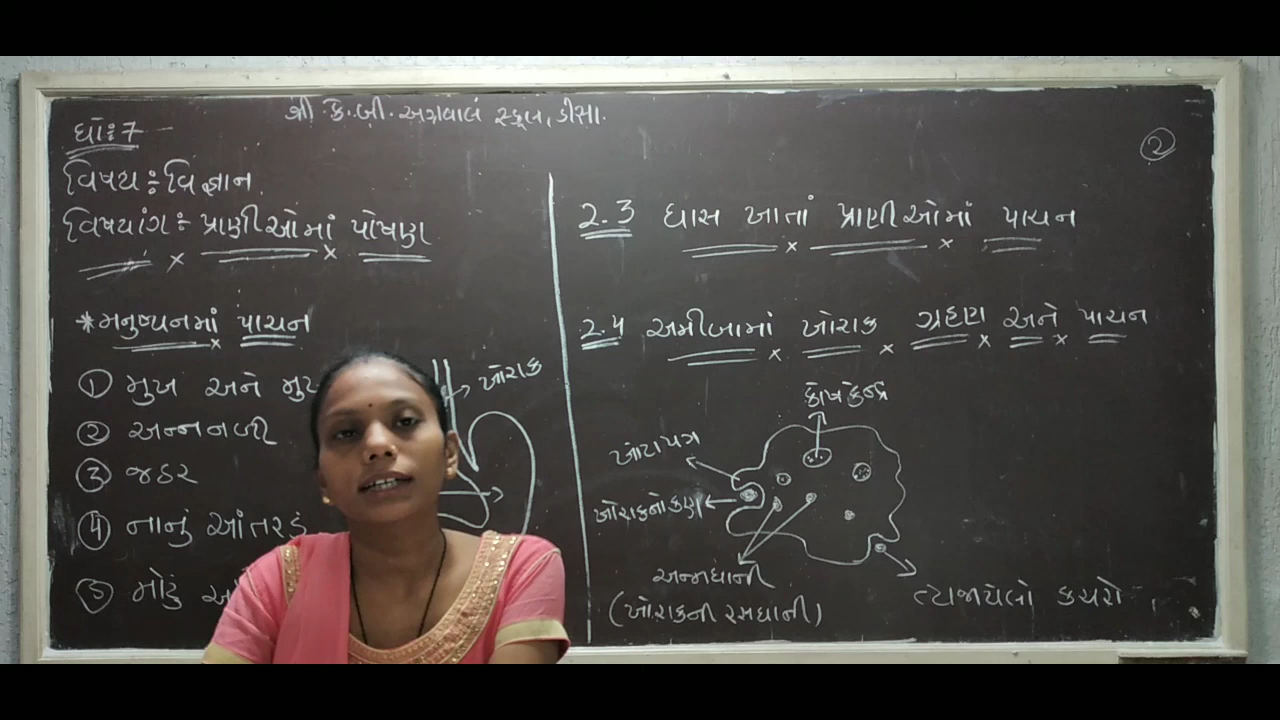 શ્રી કે.બી. અગ્રવાલ સ્કૂલ, ડીસા.
ધોઃ 7
વિષય ઃ વિજ્ઞાન
વિષયાંગ ઃ પ્રાણીઓમાં પોષણ
*મનુષ્યનમાં પાચન
① મુખ અને
② અન્નનળી
③ જઠર
④ નાનું આંતરડું
⑤ મોટું
ખોરાક
②
2.3 ઘાસ ખાતાં પ્રાણીઓમાં પાચન
2.4 અમીબામાં ખોરાક ગ્રહણ અને પાચન
કોષકેન્દ્ર
ખોટાપગ
ખોરાકનો કણ
અન્નધાની
(ખોરાકની રસધાની)
ત્યજાયેલો કચરો